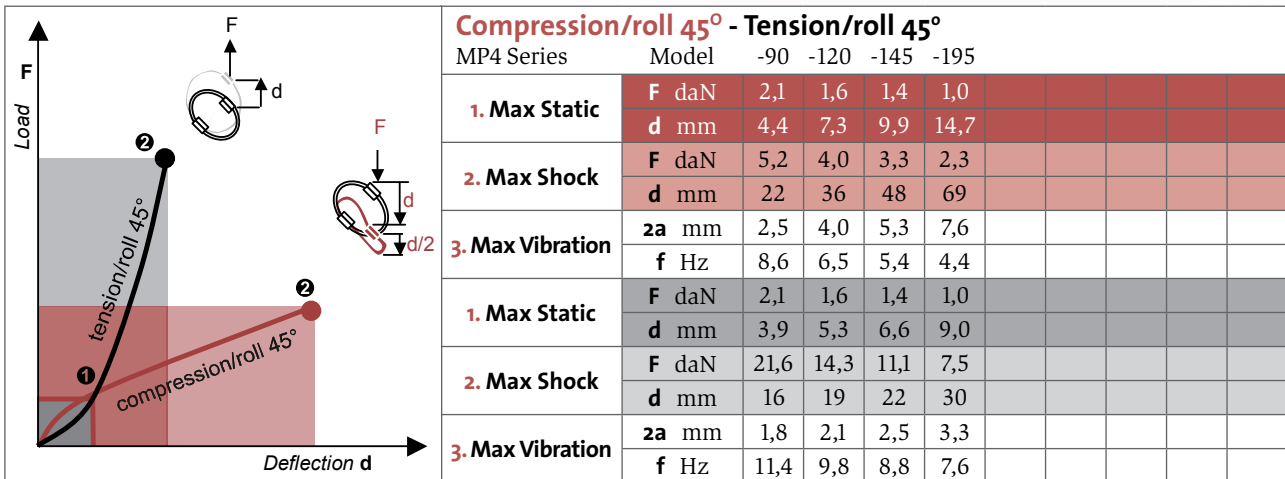 F
Load
F
d
❷
tension/roll 45°
F
d
d/2
❷
❶
compression/roll 45°
Deflection d
Compression/roll 45° - Tension/roll 45°
MP4 Series Model -90 -120 -145 -195
1. Max Static F daN 2,1 1,6 1,4 1,0
d mm 4,4 7,3 9,9 14,7
2. Max Shock F daN 5,2 4,0 3,3 2,3
d mm 22 36 48 69
3. Max Vibration 2a mm 2,5 4,0 5,3 7,6
f Hz 8,6 6,5 5,4 4,4
1. Max Static F daN 2,1 1,6 1,4 1,0
d mm 3,9 5,3 6,6 9,0
2. Max Shock F daN 21,6 14,3 11,1 7,5
d mm 16 19 22 30
3. Max Vibration 2a mm 1,8 2,1 2,5 3,3
f Hz 11,4 9,8 8,8 7,6